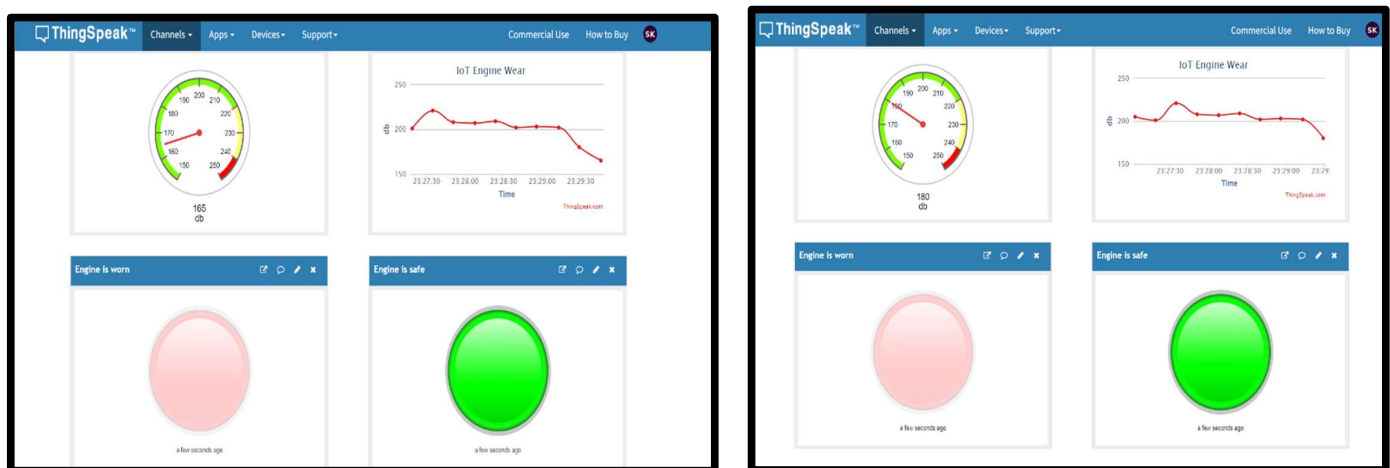 ThingSpeak™ Channels Apps Devices Support Commercial Use How to Buy SK
150 160 170 180 190 200 210 220 230 240 250
165
db
IoT Engine Wear
250
200
150
db
23:27:30 23:28:00 23:28:30 23:29:00 23:29:30
Time
ThingSpeak.com
Engine is worn
a few seconds ago
Engine is safe
a few seconds ago
ThingSpeak™ Channels Apps Devices Support Commercial Use How to Buy SK
150 160 170 180 190 200 210 220 230 240 250
180
db
IoT Engine Wear
250
200
150
db
23:27:30 23:28:00 23:28:30 23:29:00 23:29:
Time
ThingSpeak.com
Engine is worn
a few seconds ago
Engine is safe
a few seconds ago